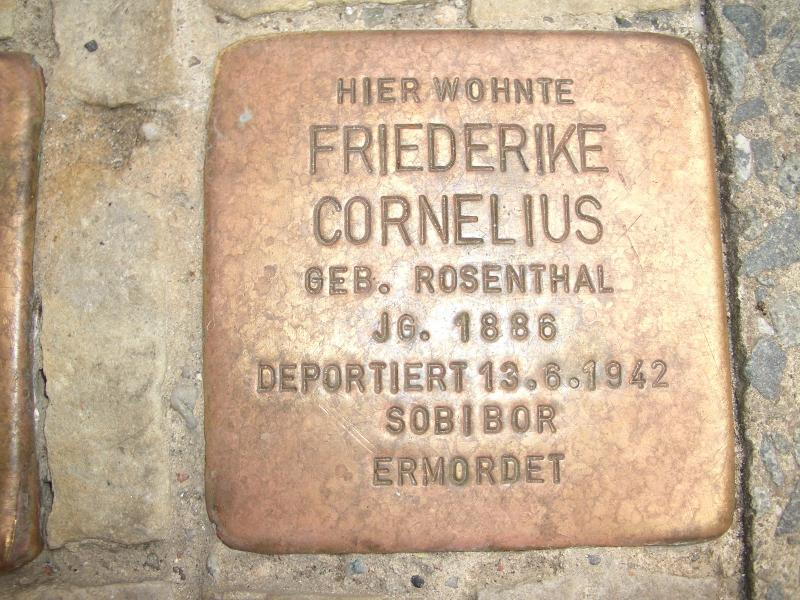 HIER WOHNTE
FRIEDERIKE
CORNELIUS
GEB. ROSENTHAL
JG. 1886
DEPORTIERT 13.6.1942
SOBIBOR
ERMORDET